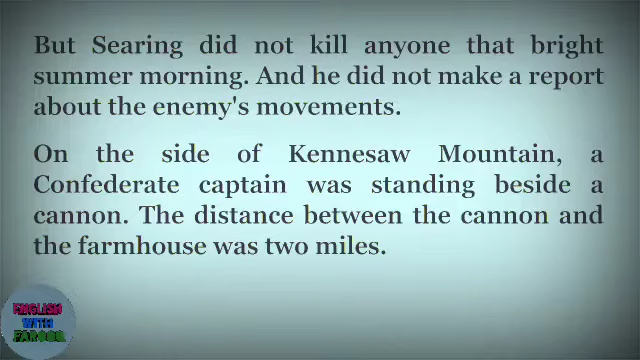 But Searing did not kill anyone that bright
summer morning. And he did not make a report
about the enemy's movements.
On the side of Kennesaw Mountain, a
Confederate captain was standing beside a
cannon. The distance between the cannon and
the farmhouse was two miles.
ENGLISH
WITH
FAROOQ